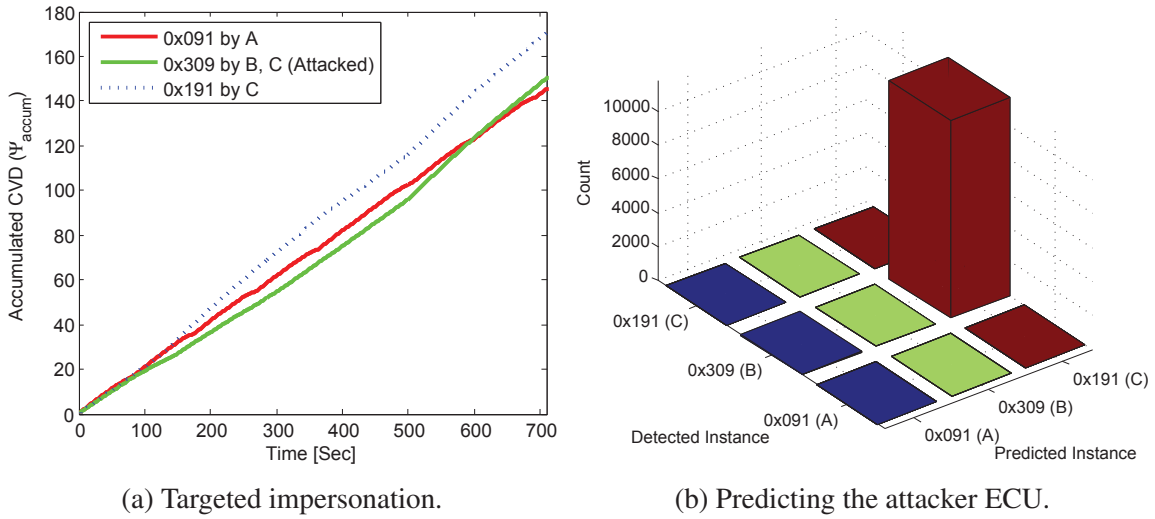 180
160
140
120
100
80
60
40
20
0
Accumulated CVD (Ψaccum)
0x091 by A
0x309 by B, C (Attacked)
0x191 by C
0 100 200 300 400 500 600 700
Time [Sec]
(a) Targeted impersonation.
10000
8000
6000
4000
2000
0
Count
0x191 (C)
0x309 (B)
0x091 (A)
Detected Instance
0x091 (A)
0x309 (B)
0x191 (C)
Predicted Instance
(b) Predicting the attacker ECU.